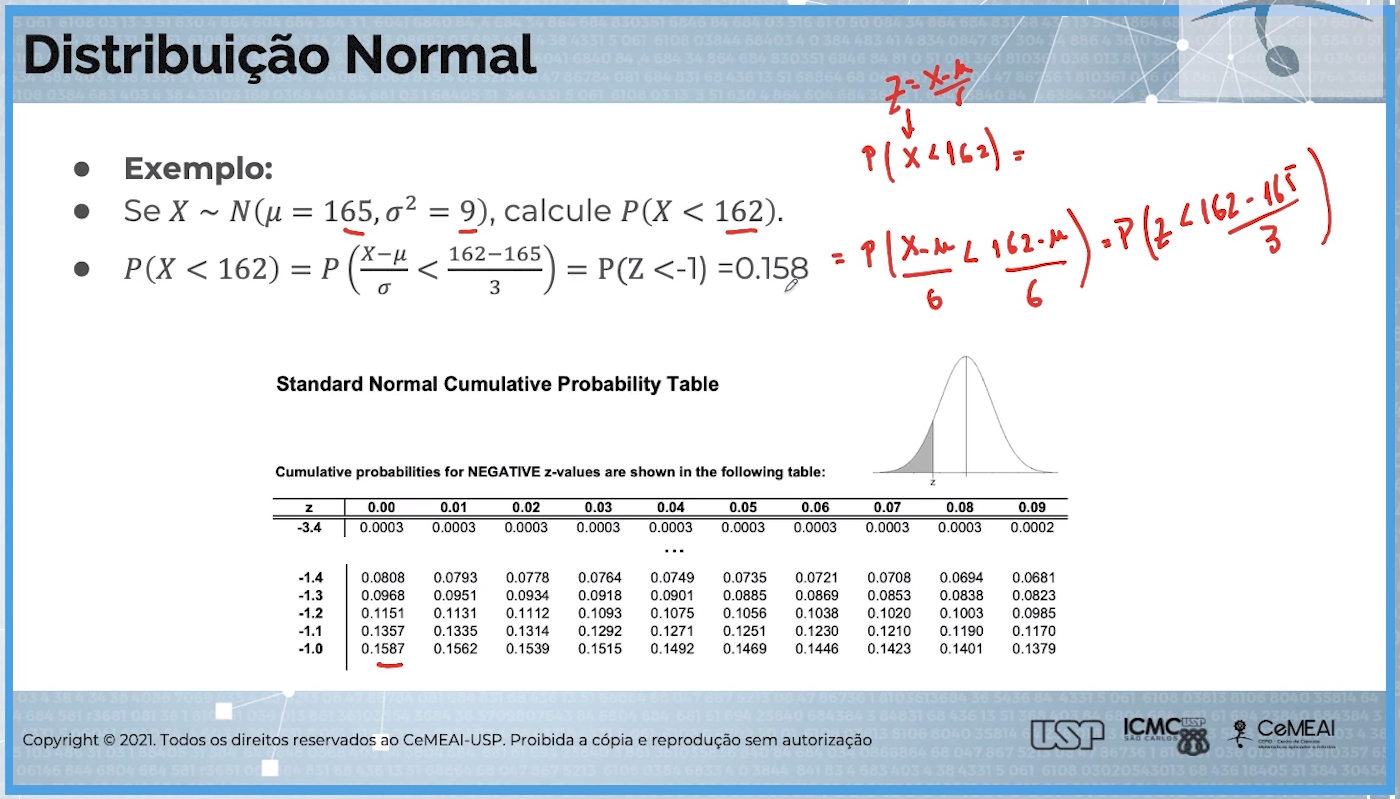 Distribuição Normal
Z = X-μ/σ
↓
P(X<162) =
= P(X-μ/σ < 162-μ/σ) = P(Z < 162-165/3)
● Exemplo:
● Se X ~ N(μ = 165, σ² = 9), calcule P(X < 162).
● P(X < 162) = P(X−μ/σ < 162−165/3) = P(Z <-1) =0.158
Standard Normal Cumulative Probability Table
Cumulative probabilities for NEGATIVE z-values are shown in the following table:
z
z 0.00 0.01 0.02 0.03 0.04 0.05 0.06 0.07 0.08 0.09
-3.4 0.0003 0.0003 0.0003 0.0003 0.0003 0.0003 0.0003 0.0003 0.0003 0.0002
...
-1.4 0.0808 0.0793 0.0778 0.0764 0.0749 0.0735 0.0721 0.0708 0.0694 0.0681
-1.3 0.0968 0.0951 0.0934 0.0918 0.0901 0.0885 0.0869 0.0853 0.0838 0.0823
-1.2 0.1151 0.1131 0.1112 0.1093 0.1075 0.1056 0.1038 0.1020 0.1003 0.0985
-1.1 0.1357 0.1335 0.1314 0.1292 0.1271 0.1251 0.1230 0.1210 0.1190 0.1170
-1.0 0.1587 0.1562 0.1539 0.1515 0.1492 0.1469 0.1446 0.1423 0.1401 0.1379
Copyright © 2021. Todos os direitos reservados ao CeMEAI-USP. Proibida a cópia e reprodução sem autorização
USP
ICMC USP
SÃO CARLOS
CeMEAI